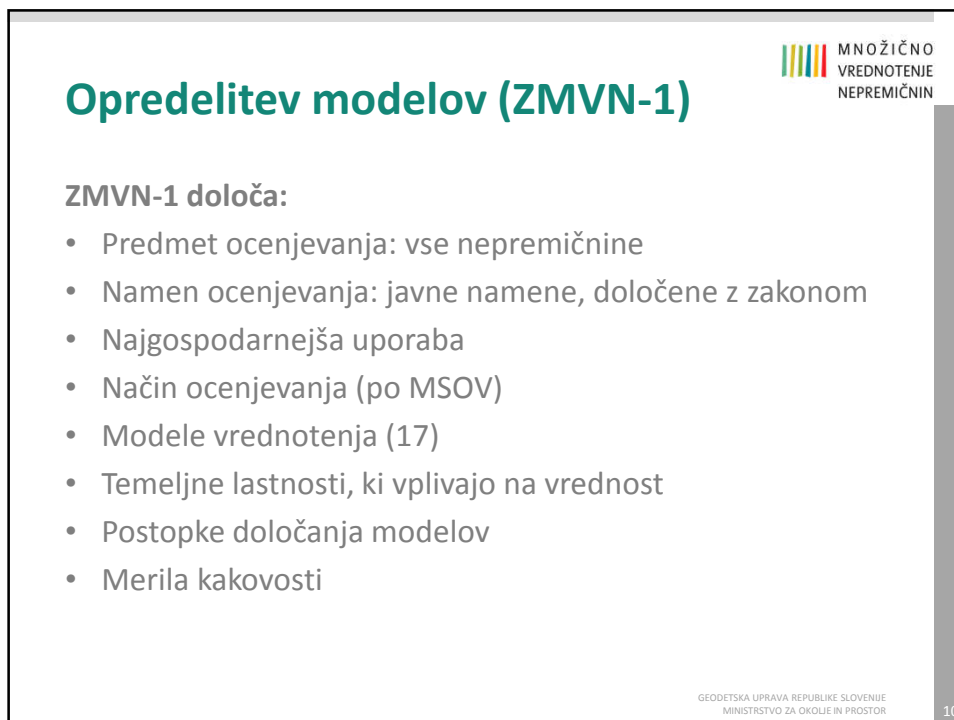 MNOŽIČNO
VREDNOTENJE
NEPREMIČNIN
Opredelitev modelov (ZMVN-1)
ZMVN-1 določa:
• Predmet ocenjevanja: vse nepremičnine
• Namen ocenjevanja: javne namene, določene z zakonom
• Najgospodarnejša uporaba
• Način ocenjevanja (po MSOV)
• Modele vrednotenja (17)
• Temeljne lastnosti, ki vplivajo na vrednost
• Postopke določanja modelov
• Merila kakovosti
GEODETSKA UPRAVA REPUBLIKE SLOVENIJE
MINISTRSTVO ZA OKOLJE IN PROSTOR
10